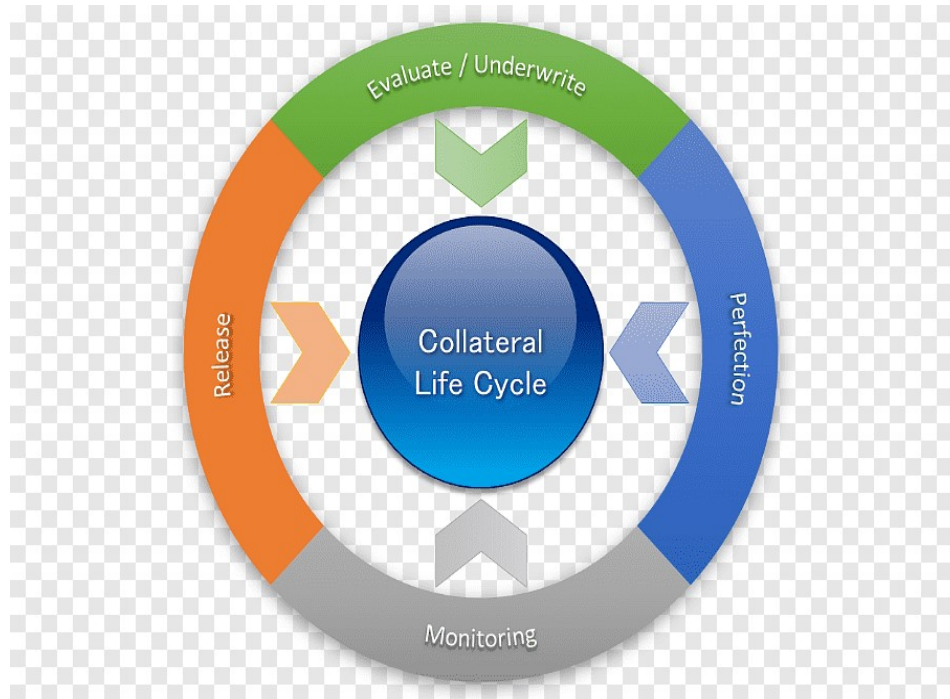 Evaluate / Underwrite
Perfection
Monitoring
Release
Collateral
Life Cycle